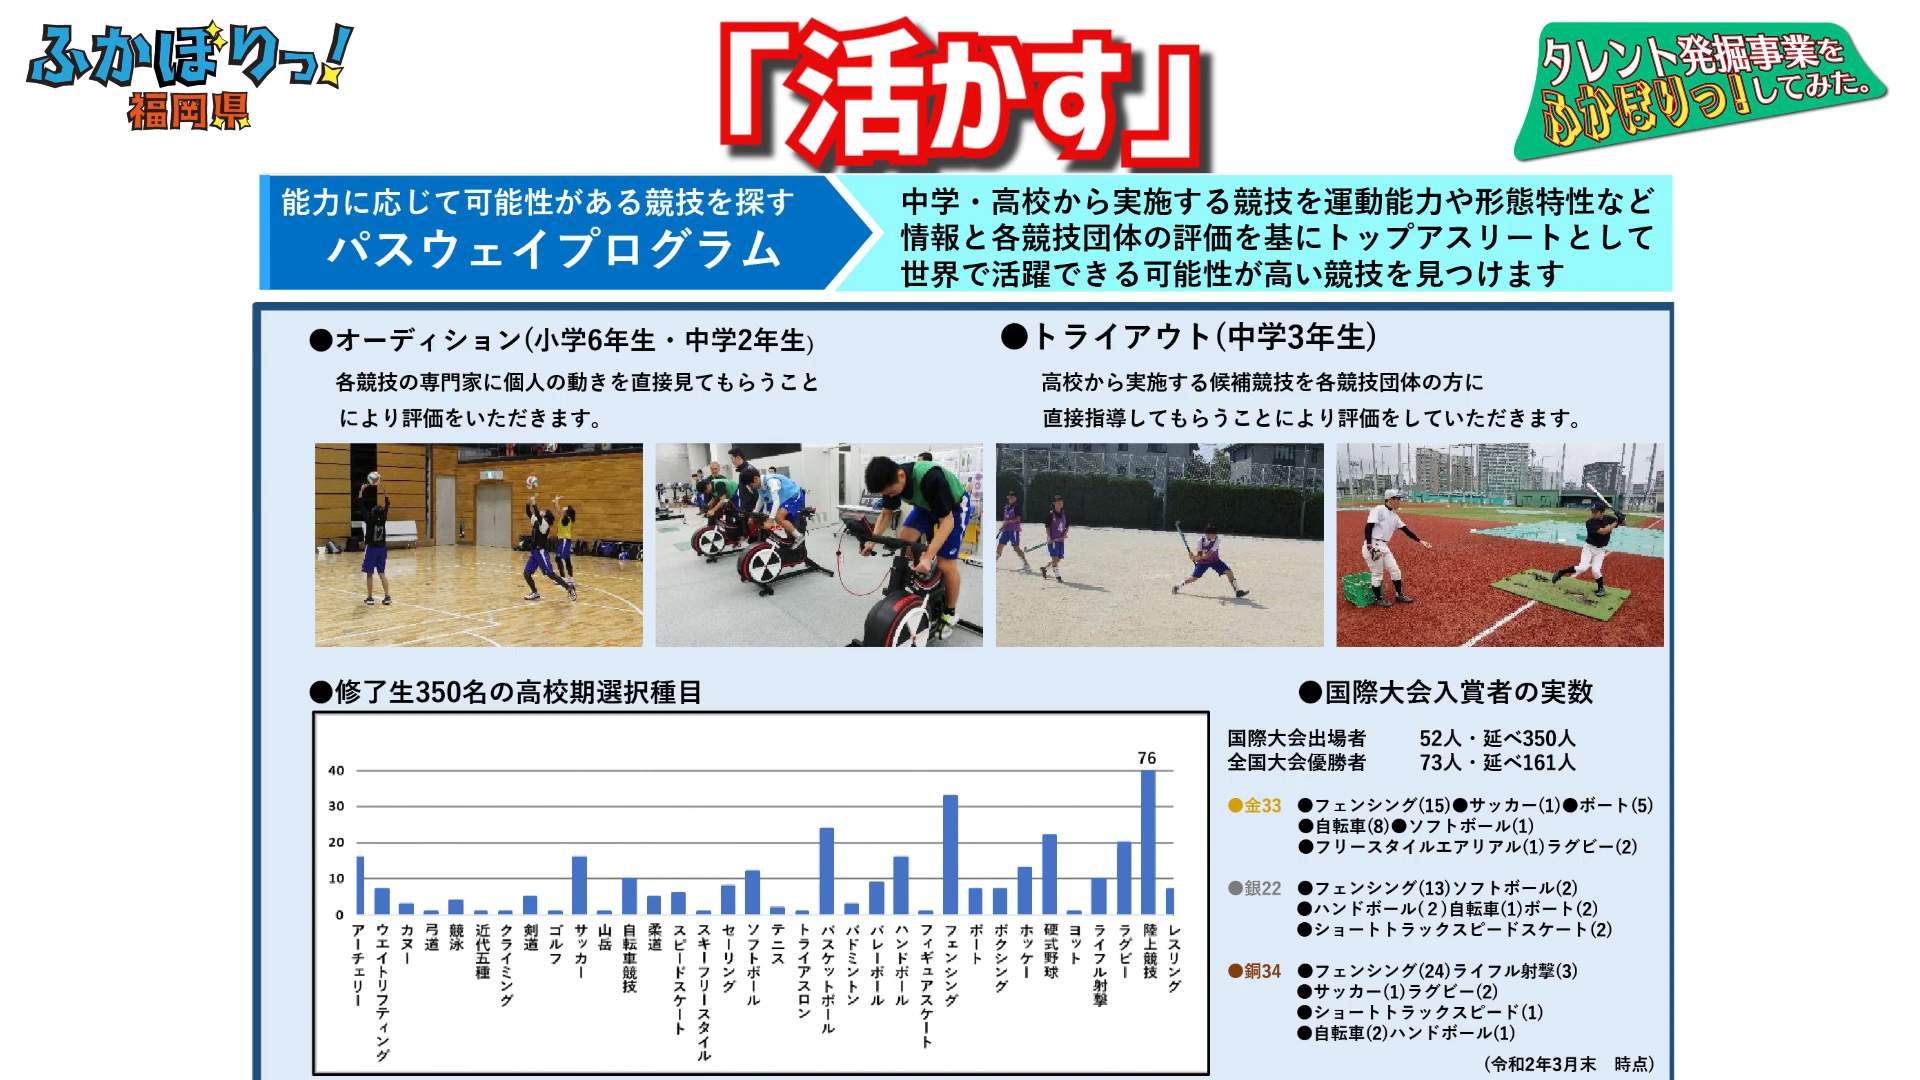 ふかぼりっ!
福岡県
「活かす」
タレント発掘事業を
ふかぼりっ!してみた。
能力に応じて可能性がある競技を探す
パスウェイプログラム
中学・高校から実施する競技を運動能力や形態特性など
情報と各競技団体の評価を基にトップアスリートとして
世界で活躍できる可能性が高い競技を見つけます
●オーディション(小学6年生・中学2年生)
各競技の専門家に個人の動きを直接見てもらうこと
により評価をいただきます。
●トライアウト(中学3年生)
高校から実施する候補競技を各競技団体の方に
直接指導してもらうことにより評価をしていただきます。
●修了生350名の高校期選択種目
76
40
30
20
10
0
アーチェリー
ウエイトリフティング
カヌー
弓道
競泳
近代五種
クライミング
剣道
ゴルフ
サッカー
山岳
自転車競技
柔道
スピードスケート
スキーフリースタイル
セーリング
ソフトボール
テニス
トライアスロン
バスケットボール
バドミントン
バレーボール
ハンドボール
フィギュアスケート
フェンシング
ボート
ボクシング
ホッケー
硬式野球
ヨット
ライフル射撃
ラグビー
陸上競技
レスリング
●国際大会入賞者の実数
国際大会出場者 52人・延べ350人
全国大会優勝者 73人・延べ161人
●金33 ●フェンシング(15)●サッカー(1)●ボート(5)
●自転車(8)●ソフトボール(1)
●フリースタイルエアリアル(1)ラグビー(2)
●銀22 ●フェンシング(13)ソフトボール(2)
●ハンドボール(２)自転車(1)ボート(2)
●ショートトラックスピードスケート(2)
●銅34 ●フェンシング(24)ライフル射撃(3)
●サッカー(1)ラグビー(2)
●ショートトラックスピード(1)
●自転車(2)ハンドボール(1)
(令和2年3月末 時点)